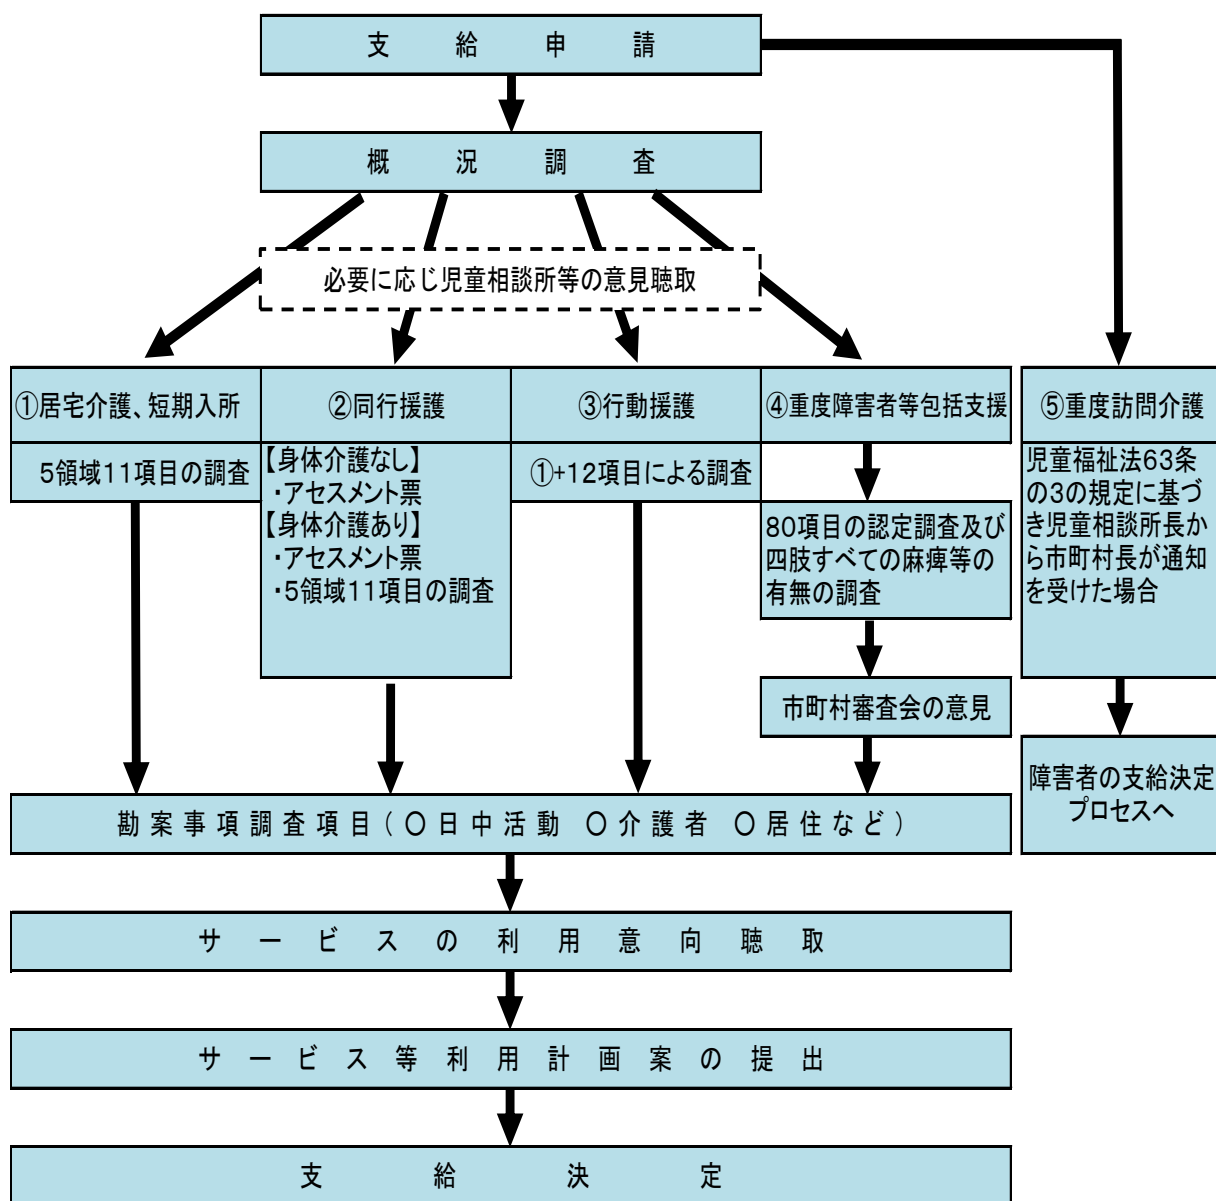 支給申請
概況調査
必要に応じ児童相談所等の意見聴取
①居宅介護、短期入所
5領域11項目の調査
②同行援護
【身体介護なし】
・アセスメント票
【身体介護あり】
・アセスメント票
・5領域11項目の調査
③行動援護
①+12項目による調査
④重度障害者等包括支援
80項目の認定調査及び
四肢すべての麻痺等の
有無の調査
市町村審査会の意見
⑤重度訪問介護
児童福祉法63条
の3の規定に基づ
き児童相談所長か
ら市町村長が通知
を受けた場合
障害者の支給決定
プロセスへ
勘案事項調査項目(〇日中活動 〇介護者 〇居住など)
サービスの利用意向聴取
サービス等利用計画案の提出
支給決定